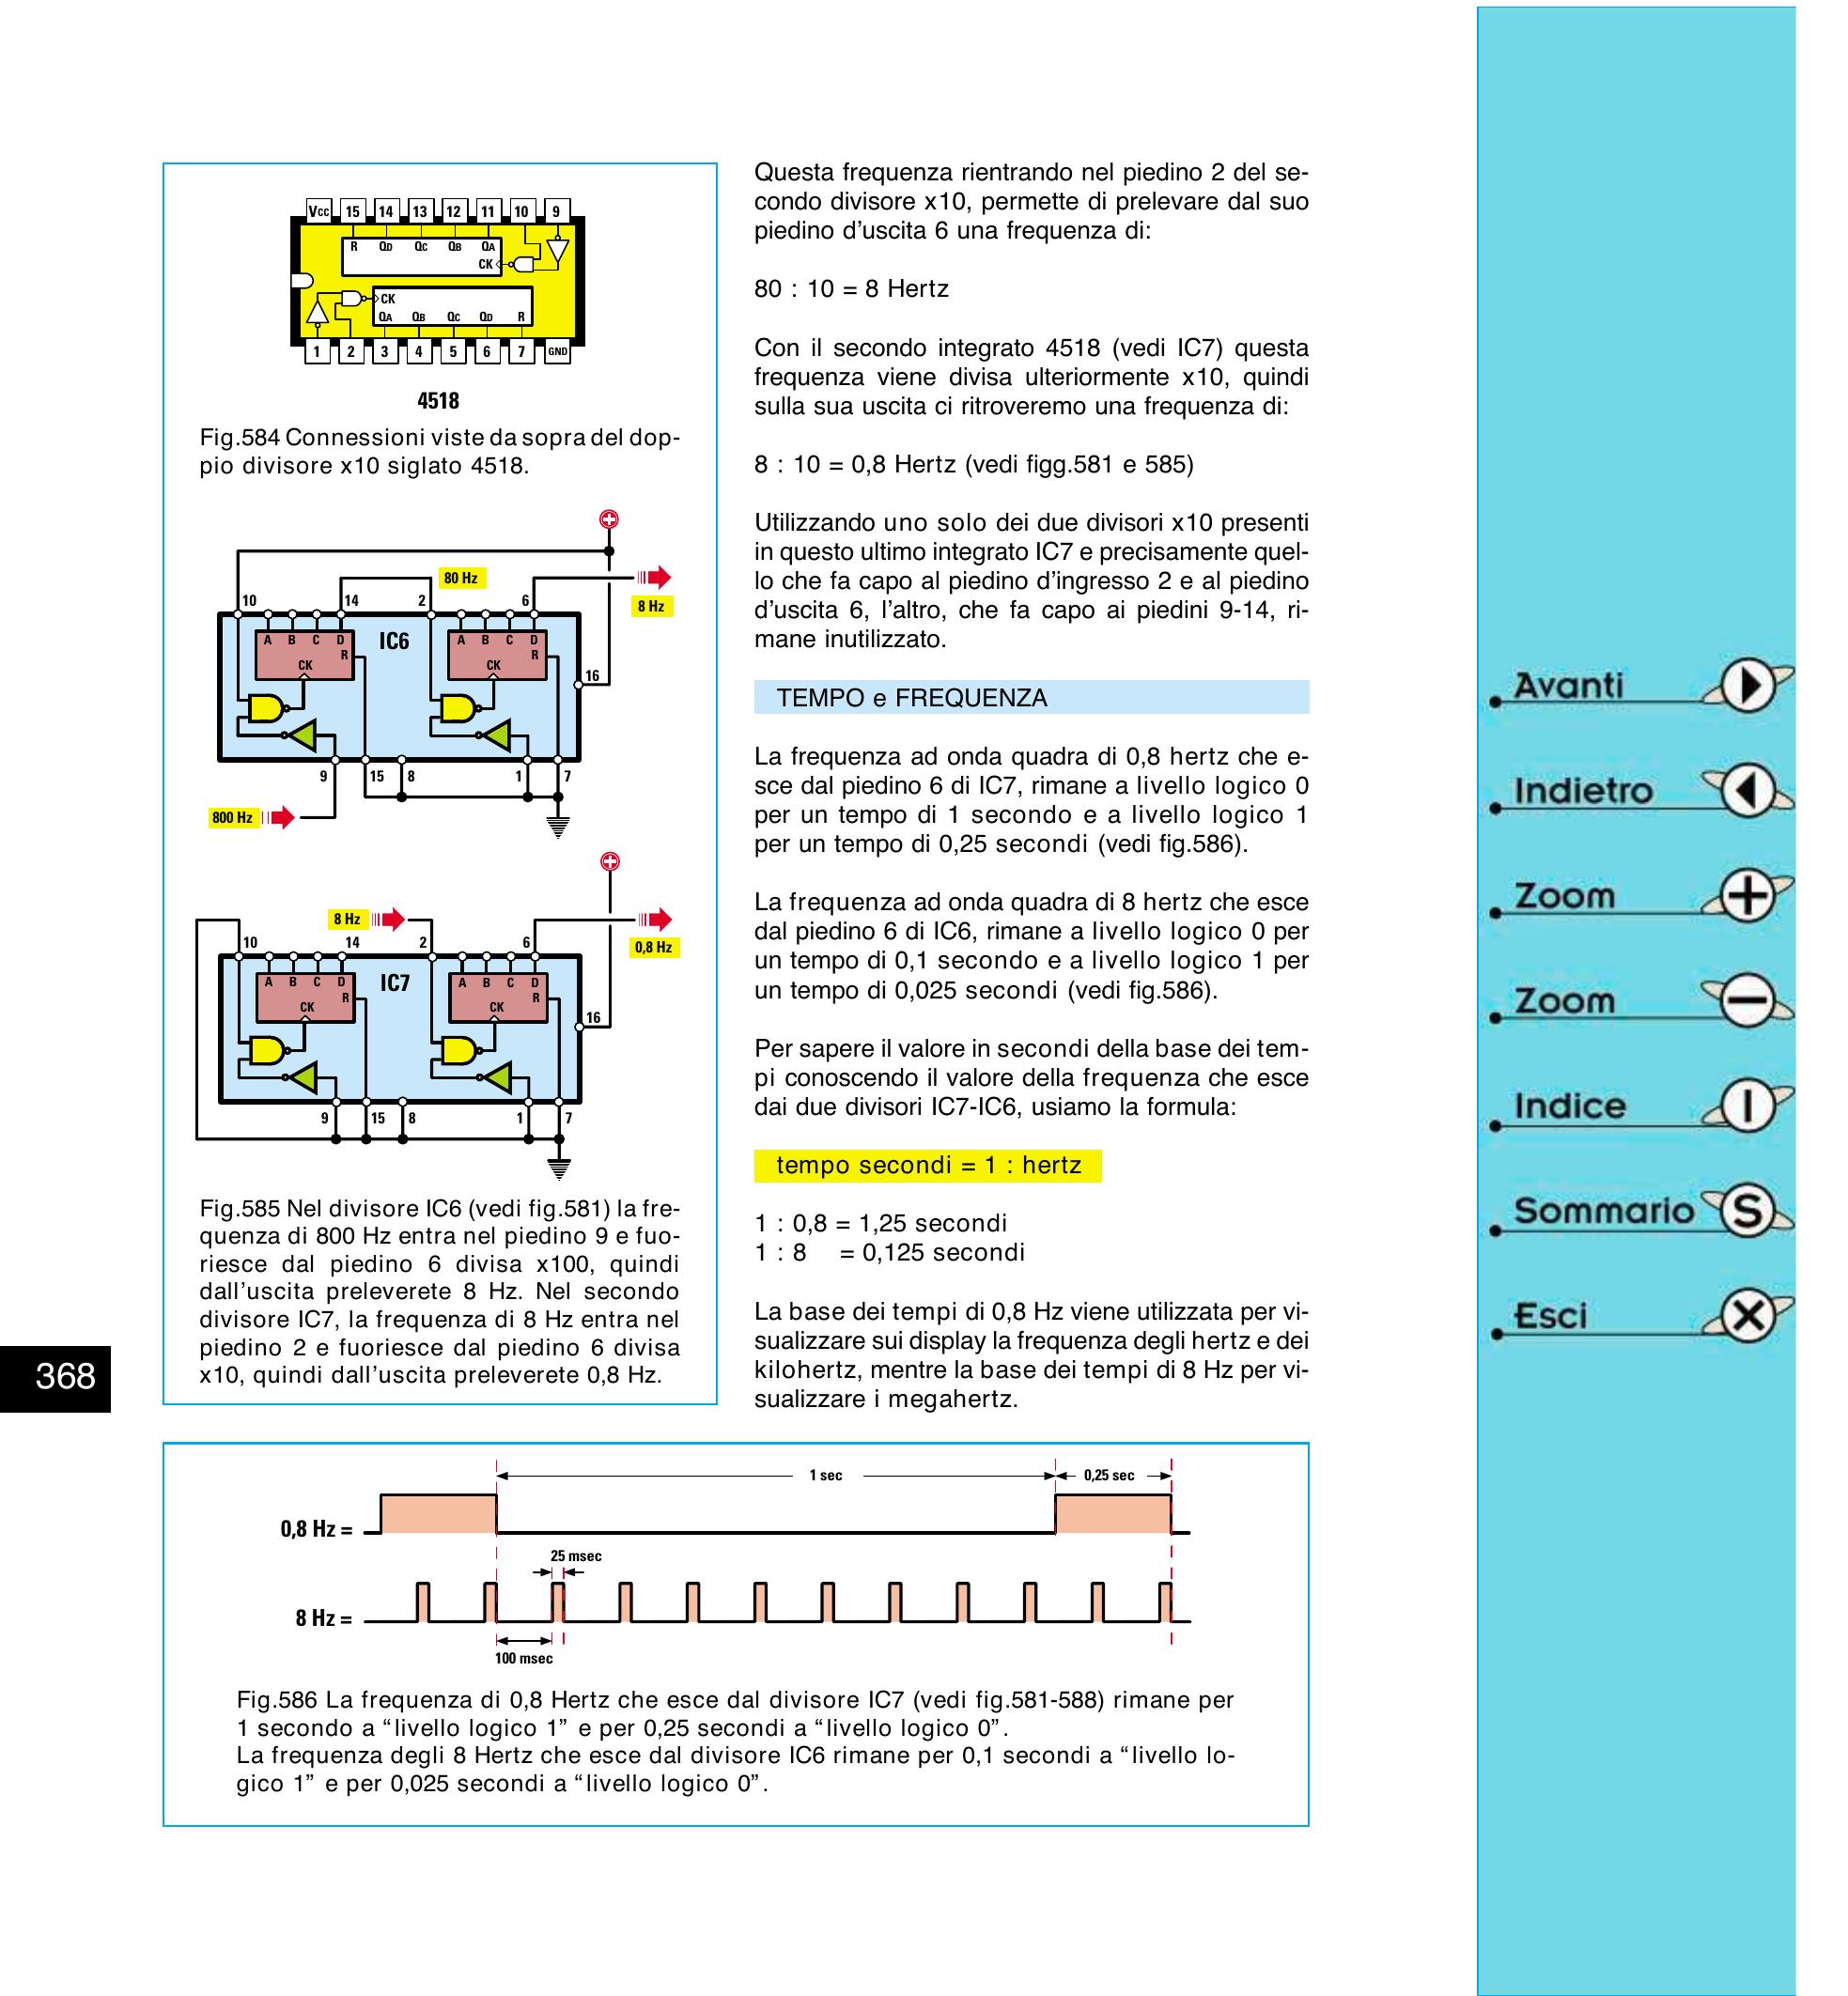 Vcc 15 14 13 12 11 10 9
R QD QC QB QA
CK
CK
QA QB QC QD R
1 2 3 4 5 6 7 GND
4518
Fig.584 Connessioni viste da sopra del dop-
pio divisore x10 siglato 4518.
80 Hz
8 Hz
10 14 2 6
A B C D
R
CK
IC6
A B C D
R
CK
16
9 15 8 1 7
800 Hz
8 Hz
0,8 Hz
10 14 2 6
A B C D
R
CK
IC7
A B C D
R
CK
16
9 15 8 1 7
Fig.585 Nel divisore IC6 (vedi fig.581) la fre-
quenza di 800 Hz entra nel piedino 9 e fuo-
riesce dal piedino 6 divisa x100, quindi
dall'uscita preleverete 8 Hz. Nel secondo
divisore IC7, la frequenza di 8 Hz entra nel
piedino 2 e fuoriesce dal piedino 6 divisa
x10, quindi dall'uscita preleverete 0,8 Hz.
368
Questa frequenza rientrando nel piedino 2 del se-
condo divisore x10, permette di prelevare dal suo
piedino d'uscita 6 una frequenza di:
80 : 10 = 8 Hertz
Con il secondo integrato 4518 (vedi IC7) questa
frequenza viene divisa ulteriormente x10, quindi
sulla sua uscita ci ritroveremo una frequenza di:
8 : 10 = 0,8 Hertz (vedi figg.581 e 585)
Utilizzando uno solo dei due divisori x10 presenti
in questo ultimo integrato IC7 e precisamente quel-
lo che fa capo al piedino d'ingresso 2 e al piedino
d'uscita 6, l'altro, che fa capo ai piedini 9-14, ri-
mane inutilizzato.
TEMPO e FREQUENZA
La frequenza ad onda quadra di 0,8 hertz che e-
sce dal piedino 6 di IC7, rimane a livello logico 0
per un tempo di 1 secondo e a livello logico 1
per un tempo di 0,25 secondi (vedi fig.586).
La frequenza ad onda quadra di 8 hertz che esce
dal piedino 6 di IC6, rimane a livello logico 0 per
un tempo di 0,1 secondo e a livello logico 1 per
un tempo di 0,025 secondi (vedi fig.586).
Per sapere il valore in secondi della base dei tem-
pi conoscendo il valore della frequenza che esce
dai due divisori IC7-IC6, usiamo la formula:
tempo secondi = 1 : hertz
1 : 0,8 = 1,25 secondi
1 : 8 = 0,125 secondi
La base dei tempi di 0,8 Hz viene utilizzata per vi-
sualizzare sui display la frequenza degli hertz e dei
kilohertz, mentre la base dei tempi di 8 Hz per vi-
sualizzare i megahertz.
1 sec 0,25 sec
0,8 Hz =
25 msec
8 Hz =
100 msec
Fig.586 La frequenza di 0,8 Hertz che esce dal divisore IC7 (vedi fig.581-588) rimane per
1 secondo a "livello logico 1" e per 0,25 secondi a "livello logico 0".
La frequenza degli 8 Hertz che esce dal divisore IC6 rimane per 0,1 secondi a "livello lo-
gico 1" e per 0,025 secondi a "livello logico 0".
Avanti
Indietro
Zoom
Zoom
Indice I
Sommario S
Esci